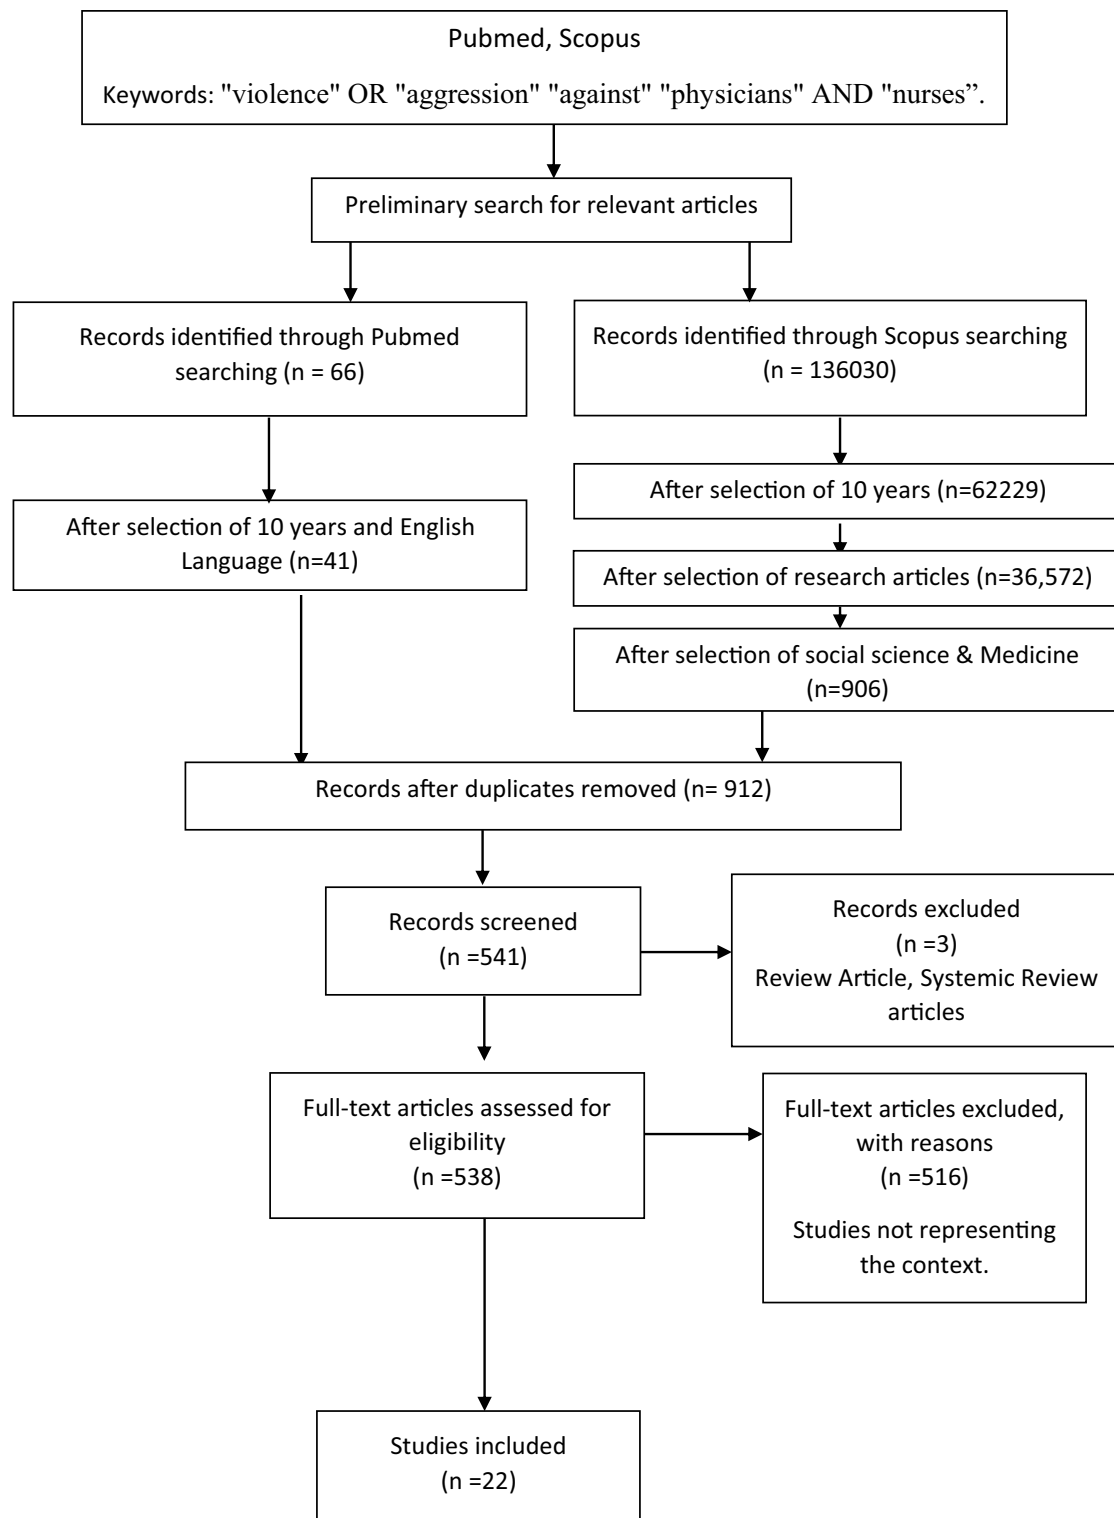 Pubmed, Scopus
Keywords: "violence" OR "aggression" "against" "physicians" AND "nurses”.
Preliminary search for relevant articles
Records identified through Pubmed
searching (n = 66)
Records identified through Scopus searching
(n = 136030)
After selection of 10 years (n=62229)
After selection of 10 years and English
Language (n=41)
After selection of research articles (n=36,572)
After selection of social science & Medicine
(n=906)
Records after duplicates removed (n= 912)
Records screened
(n =541)
Records excluded
(n =3)
Review Article, Systemic Review
articles
Full-text articles assessed for
eligibility
(n =538)
Full-text articles excluded,
with reasons
(n =516)
Studies not representing
the context.
Studies included
(n =22)